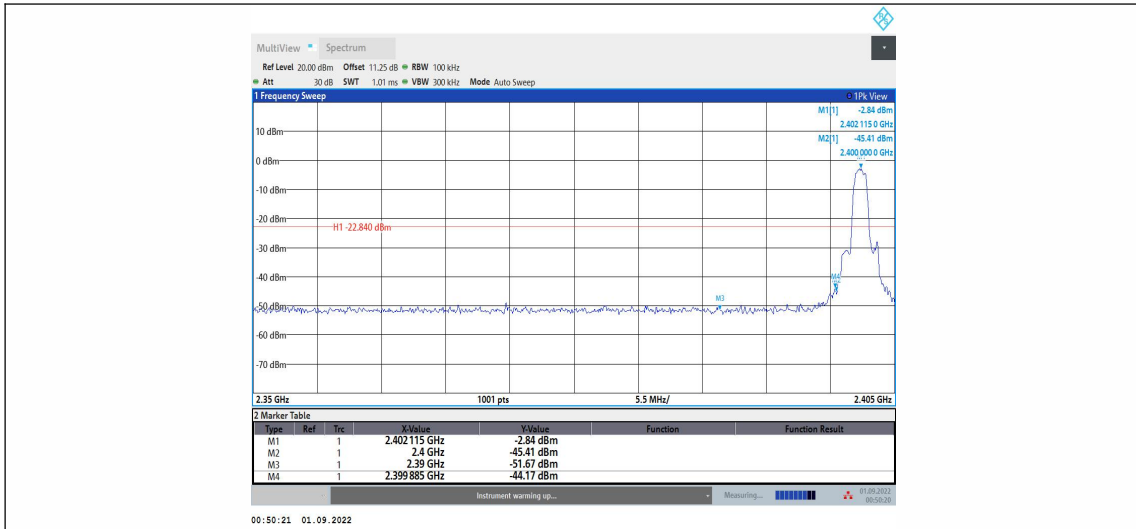 MultiView Spectrum
Ref Level 20.00 dBm Offset 11.25 dB RBW 100 kHz
Att 30 dB SWT 1.01 ms VBW 300 kHz Mode Auto Sweep
1 Frequency Sweep 1Pk View
M1[1] -2.84 dBm
2.402 115 0 GHz
10 dBm
M2[1] -45.41 dBm
2.400 000 0 GHz
0 dBm
-10 dBm
-20 dBm
H1 -22.840 dBm
-30 dBm
-40 dBm
M4
M3
-50 dBm
-60 dBm
-70 dBm
2.35 GHz 1001 pts 5.5 MHz/ 2.405 GHz
2 Marker Table
Type Ref Trc X-Value Y-Value Function Function Result
M1 1 2.402 115 GHz -2.84 dBm
M2 1 2.4 GHz -45.41 dBm
M3 1 2.39 GHz -51.67 dBm
M4 1 2.399 885 GHz -44.17 dBm
Instrument warming up... Measuring... 01.09.2022
00:50:20
00:50:21 01.09.2022